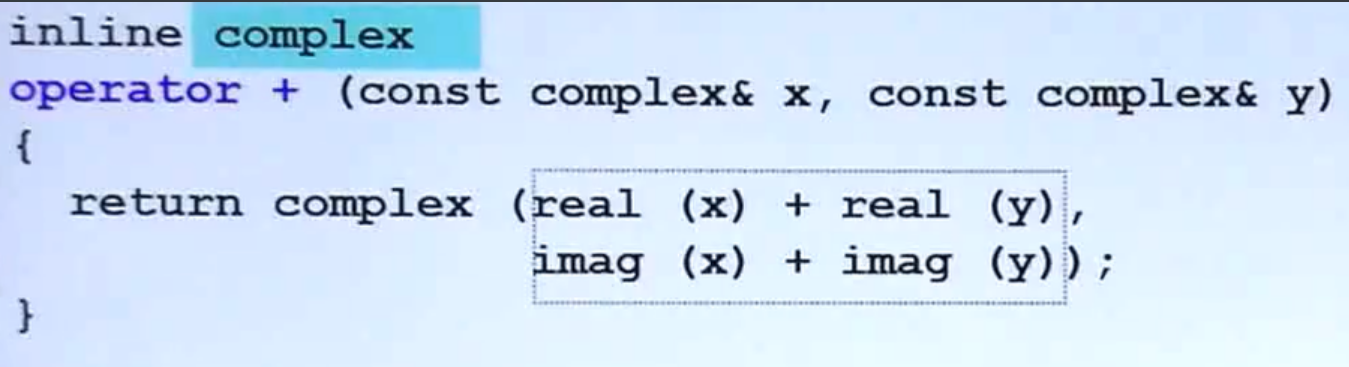 inline complex
operator + (const complex& x, const complex& y)
{
return complex (real (x) + real (y),
imag (x) + imag (y));
}